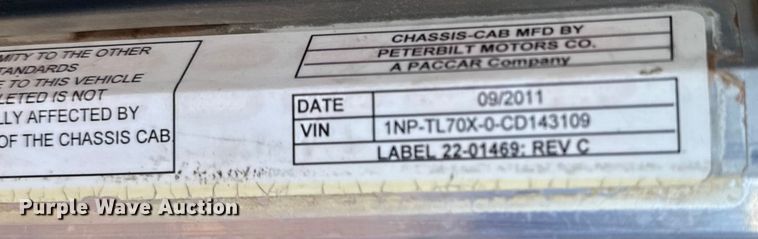 MITY TO THE OTHER
TANDARDS
E TO THIS VEHICLE
LETED IS NOT
LLY AFFECTED BY
OF THE CHASSIS CAB
CHASSIS-CAB MFD BY
PETERBILT MOTORS CO.
A PACCAR Company
DATE 09/2011
VIN 1NP-TL70X-0-CD143109
LABEL 22-01469: REV C
Purple Wave Auction